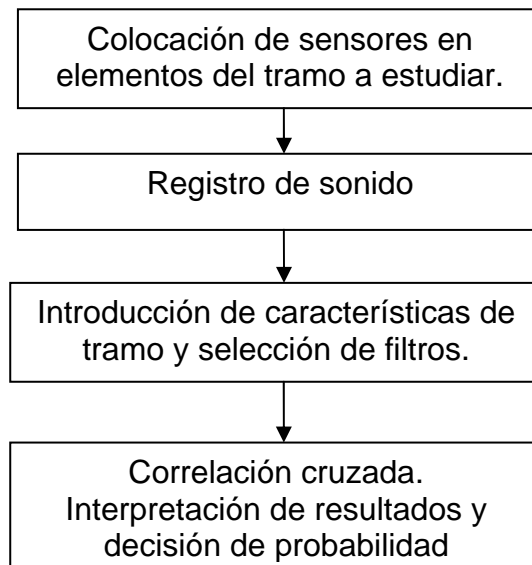 Colocación de sensores en
elementos del tramo a estudiar.
Registro de sonido
Introducción de características de
tramo y selección de filtros.
Correlación cruzada.
Interpretación de resultados y
decisión de probabilidad